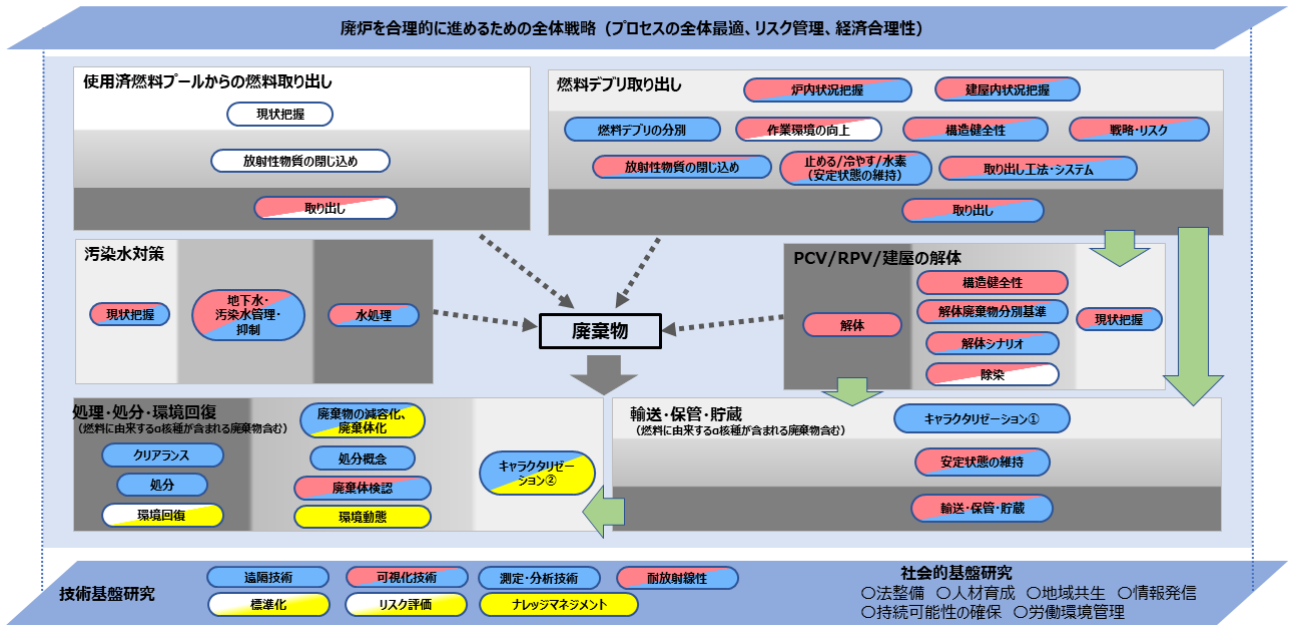 廃炉を合理的に進めるための全体戦略（プロセスの全体最適、リスク管理、経済合理性）
使用済燃料プールからの燃料取り出し
現状把握
放射性物質の閉じ込め
取り出し
燃料デブリ取り出し
炉内状況把握
建屋内状況把握
燃料デブリの分別
作業環境の向上
構造健全性
戦略・リスク
放射性物質の閉じ込め
止める/冷やす/水素
（安定状態の維持）
取り出し工法・システム
取り出し
汚染水対策
現状把握
地下水・
汚染水管理・
抑制
水処理
廃棄物
PCV/RPV/建屋の解体
解体
構造健全性
解体廃棄物分別基準
解体シナリオ
除染
現状把握
処理・処分・環境回復
（燃料に由来するα核種が含まれる廃棄物含む）
クリアランス
処分
環境回復
廃棄物の減容化、
廃棄体化
処分概念
廃棄体検認
環境動態
キャラクタリゼー
ション②
輸送・保管・貯蔵
（燃料に由来するα核種が含まれる廃棄物含む）
キャラクタリゼーション①
安定状態の維持
輸送・保管・貯蔵
技術基盤研究
遠隔技術
可視化技術
測定・分析技術
耐放射線性
標準化
リスク評価
ナレッジマネジメント
社会的基盤研究
〇法整備 〇人材育成 〇地域共生 〇情報発信
〇持続可能性の確保 〇労働環境管理